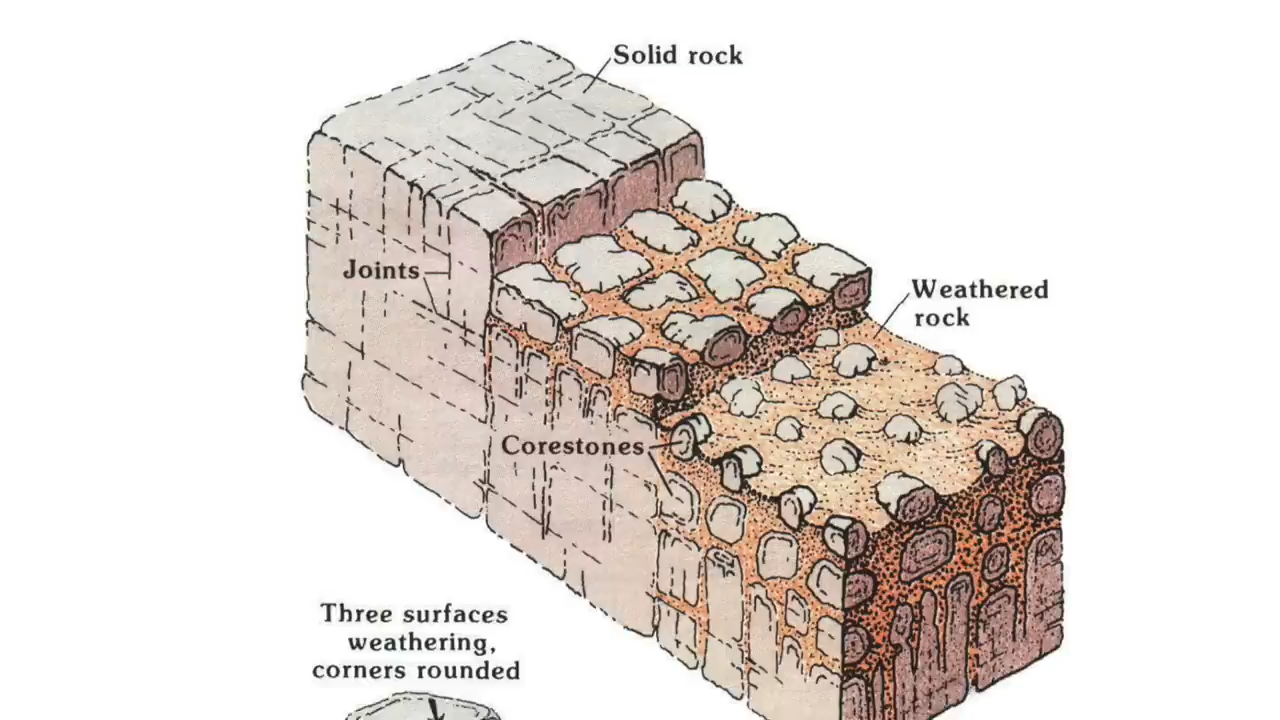 Solid rock
Joints
Weathered
rock
Corestones
Three surfaces
weathering,
corners rounded